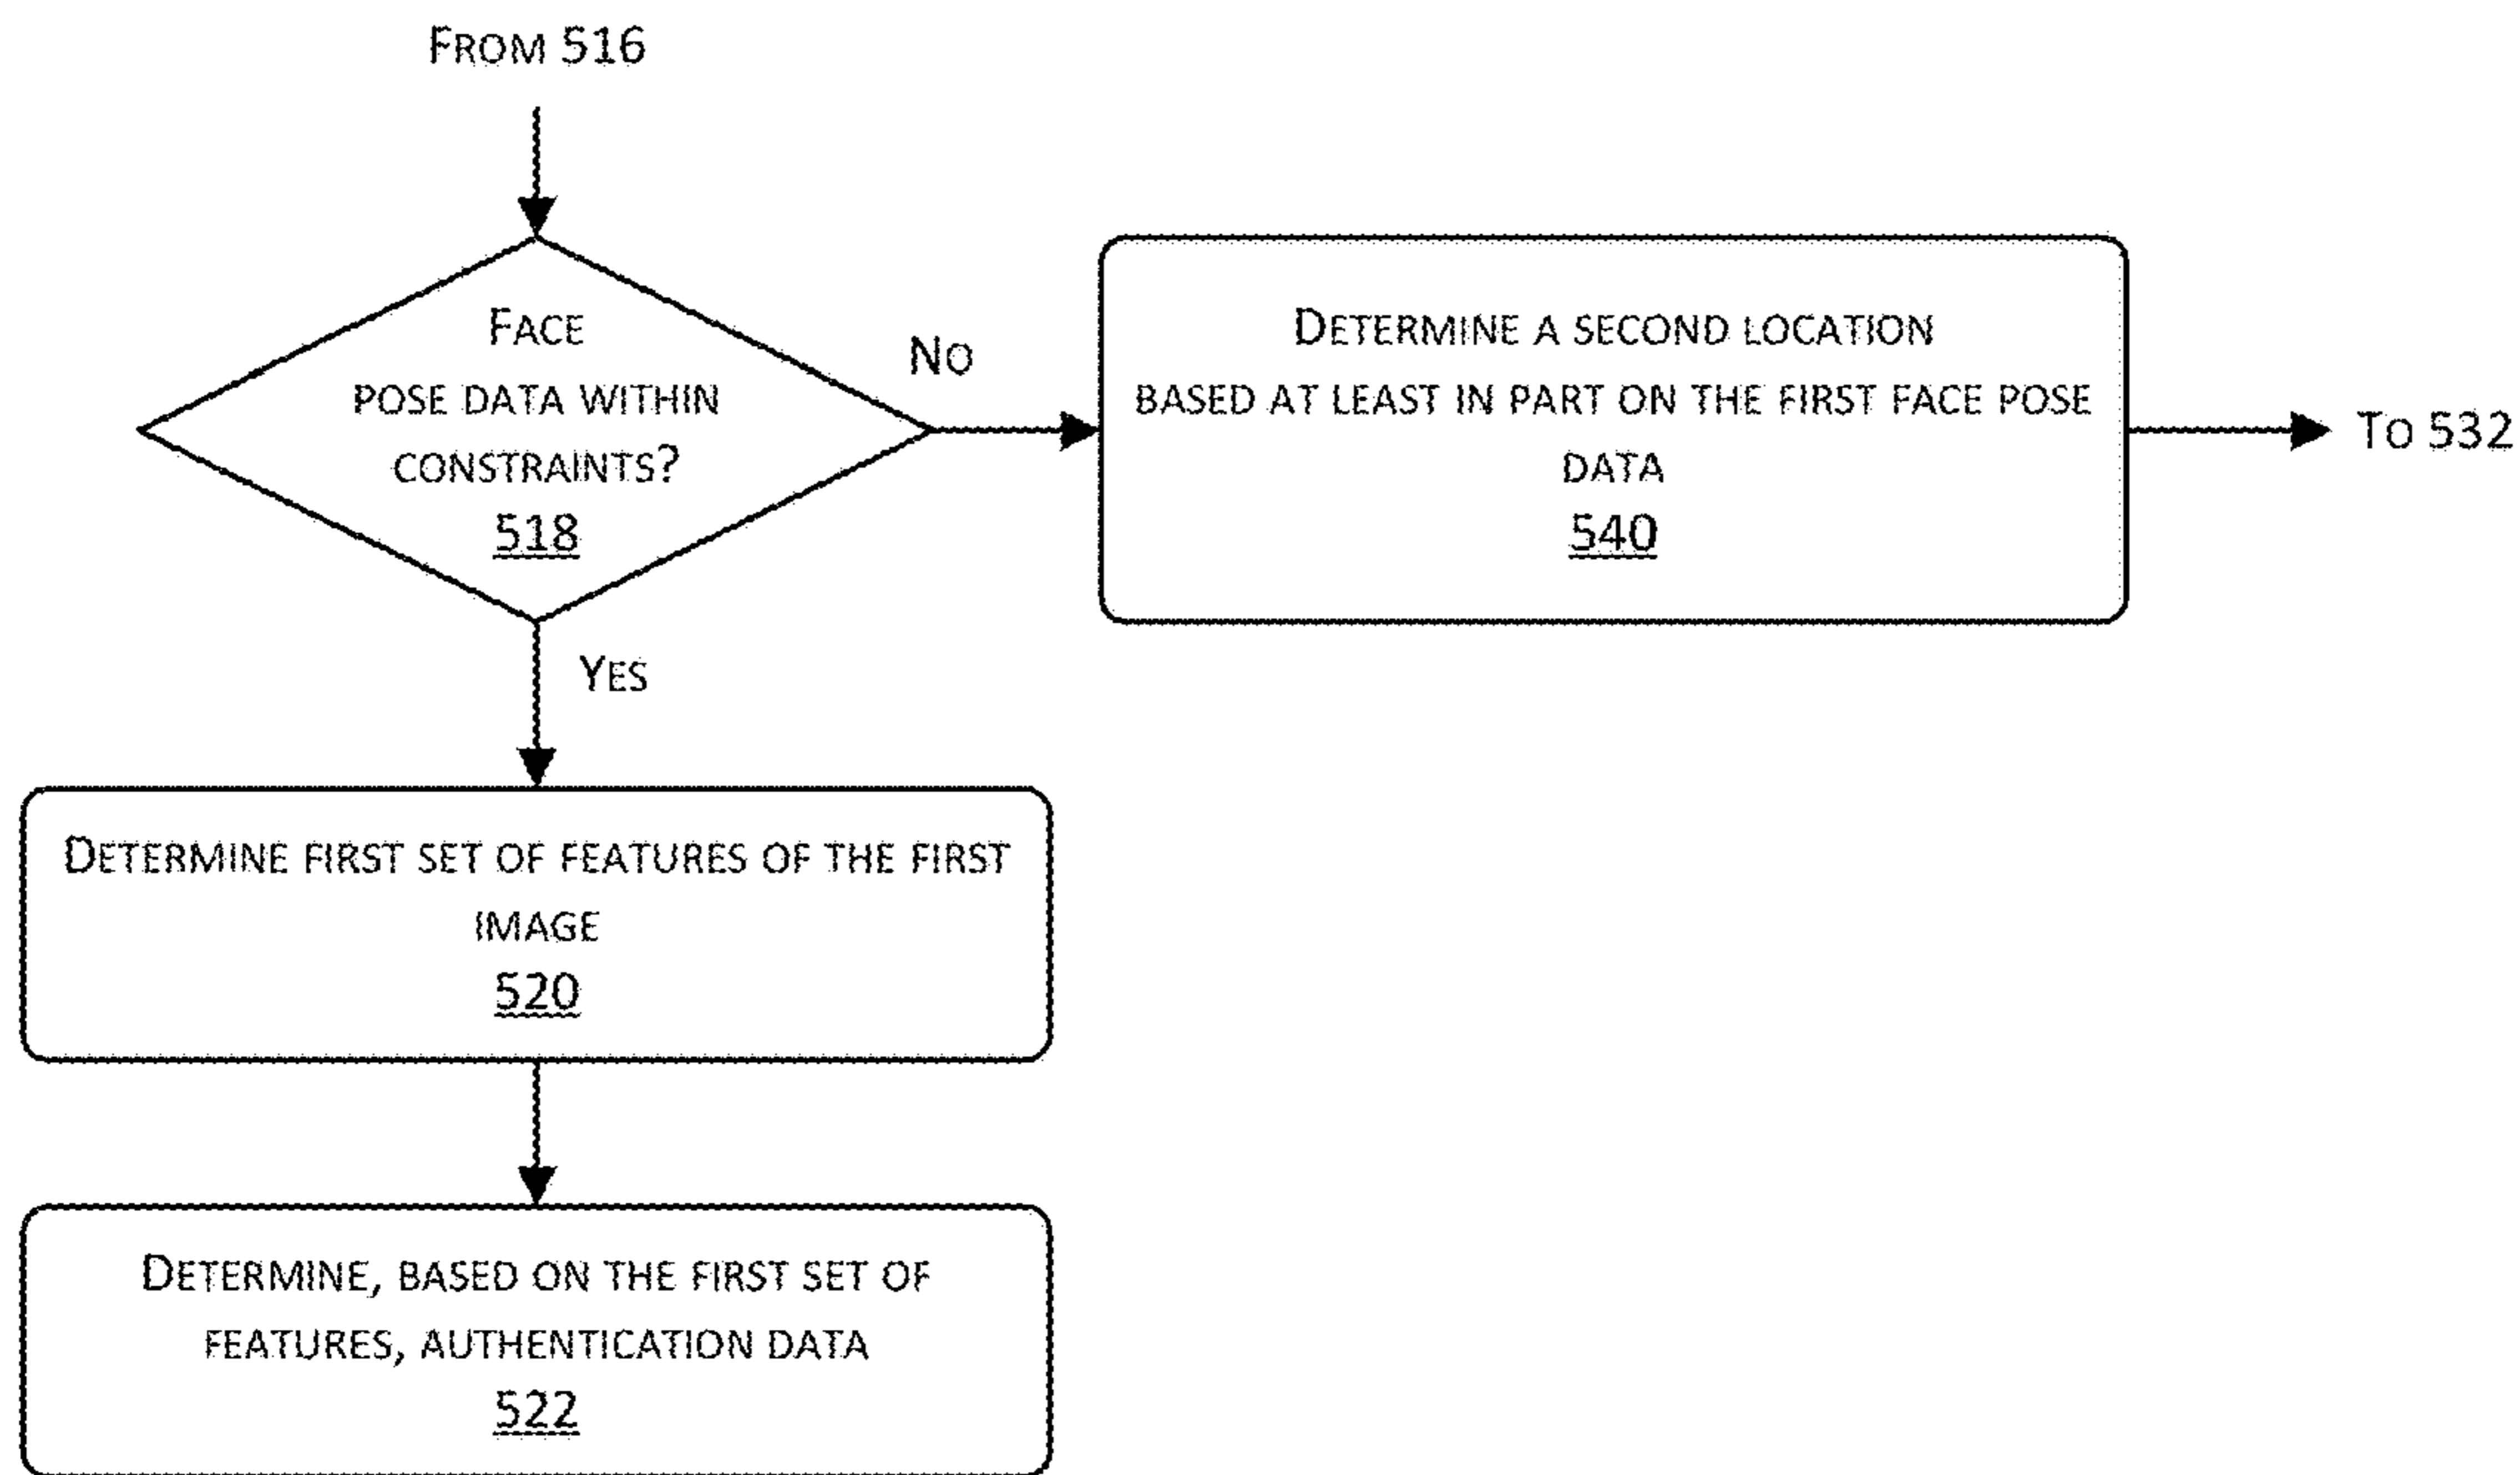 FROM 516
FACE
POSE DATA WITHIN
CONSTRAINTS?
518
NO
DETERMINE A SECOND LOCATION
BASED AT LEAST IN PART ON THE FIRST FACE POSE
DATA
540
TO 532
YES
DETERMINE FIRST SET OF FEATURES OF THE FIRST
IMAGE
520
DETERMINE, BASED ON THE FIRST SET OF
FEATURES, AUTHENTICATION DATA
522